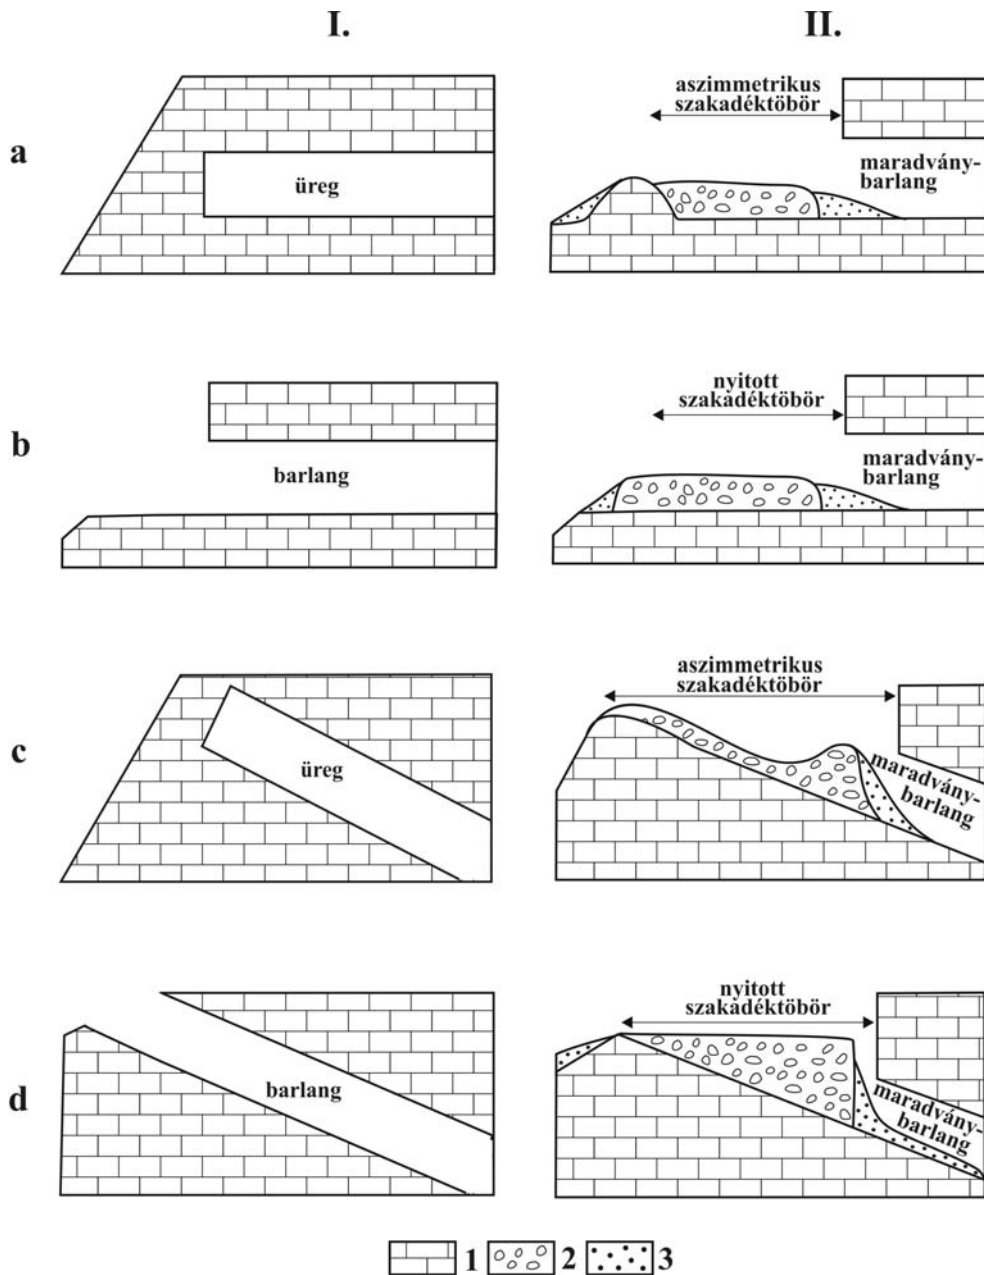 I.
II.
a
üreg
aszimmetrikus
szakadéktöbör
maradvány-
barlang
b
barlang
nyitott
szakadéktöbör
maradvány-
barlang
c
üreg
aszimmetrikus
szakadéktöbör
maradvány-
barlang
d
barlang
nyitott
szakadéktöbör
maradvány-
barlang
1
2
3